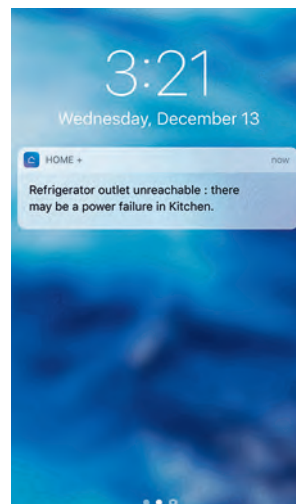 3:21
Wednesday, December 13
HOME + now
Refrigerator outlet unreachable : there
may be a power failure in Kitchen.